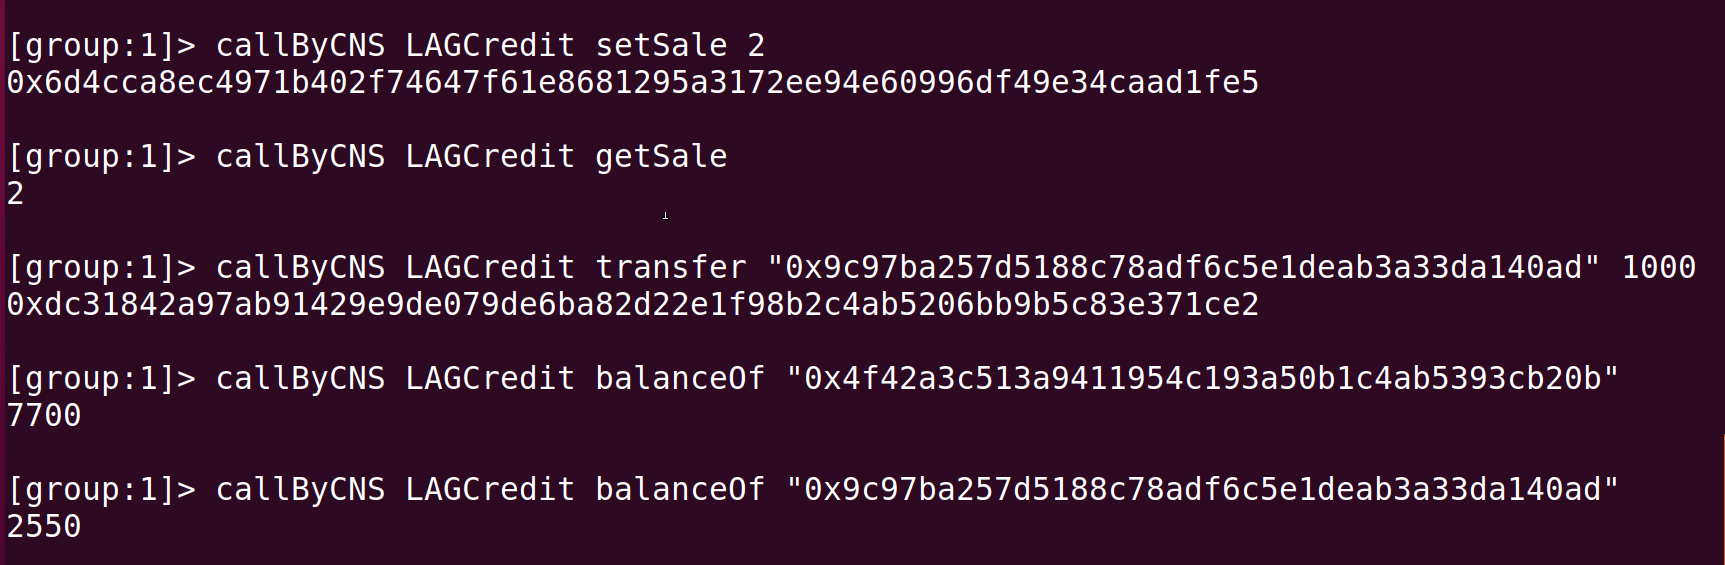 [group:1]> callByCNS LAGCredit setSale 2
0x6d4cca8ec4971b402f74647f61e8681295a3172ee94e60996df49e34caad1fe5
[group:1]> callByCNS LAGCredit getSale
2
[group:1]> callByCNS LAGCredit transfer "0x9c97ba257d5188c78adf6c5e1deab3a33da140ad" 1000
0xdc31842a97ab91429e9de079de6ba82d22e1f98b2c4ab5206bb9b5c83e371ce2
[group:1]> callByCNS LAGCredit balanceOf "0x4f42a3c513a9411954c193a50b1c4ab5393cb20b"
7700
[group:1]> callByCNS LAGCredit balanceOf "0x9c97ba257d5188c78adf6c5e1deab3a33da140ad"
2550